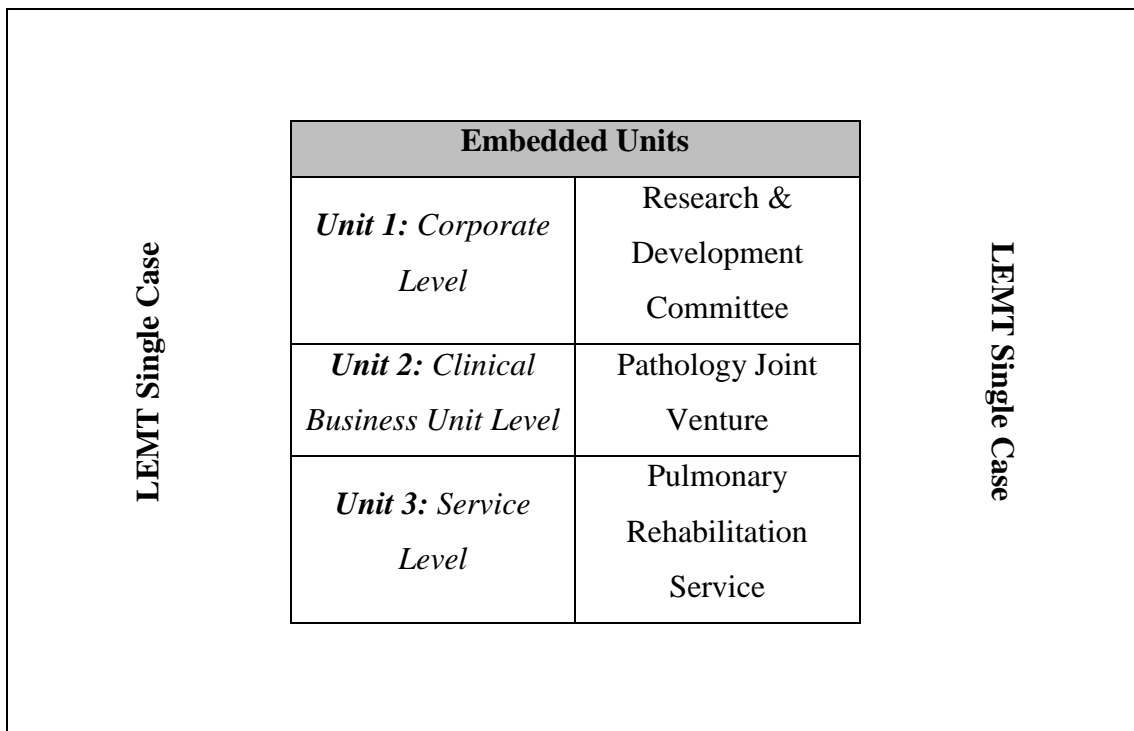 LEMT Single Case
Embedded Units
Unit 1: Corporate
Level
Research &
Development
Committee
Unit 2: Clinical
Business Unit Level
Pathology Joint
Venture
Unit 3: Service
Level
Pulmonary
Rehabilitation
Service
LEMT Single Case